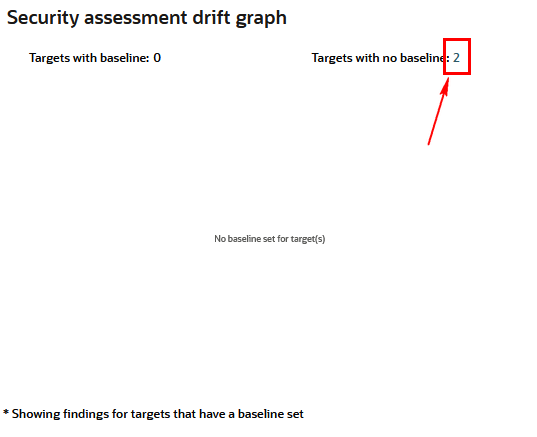 Security assessment drift graph
Targets with baseline: 0
Targets with no baseline: 2
No baseline set for target(s)
* Showing findings for targets that have a baseline set